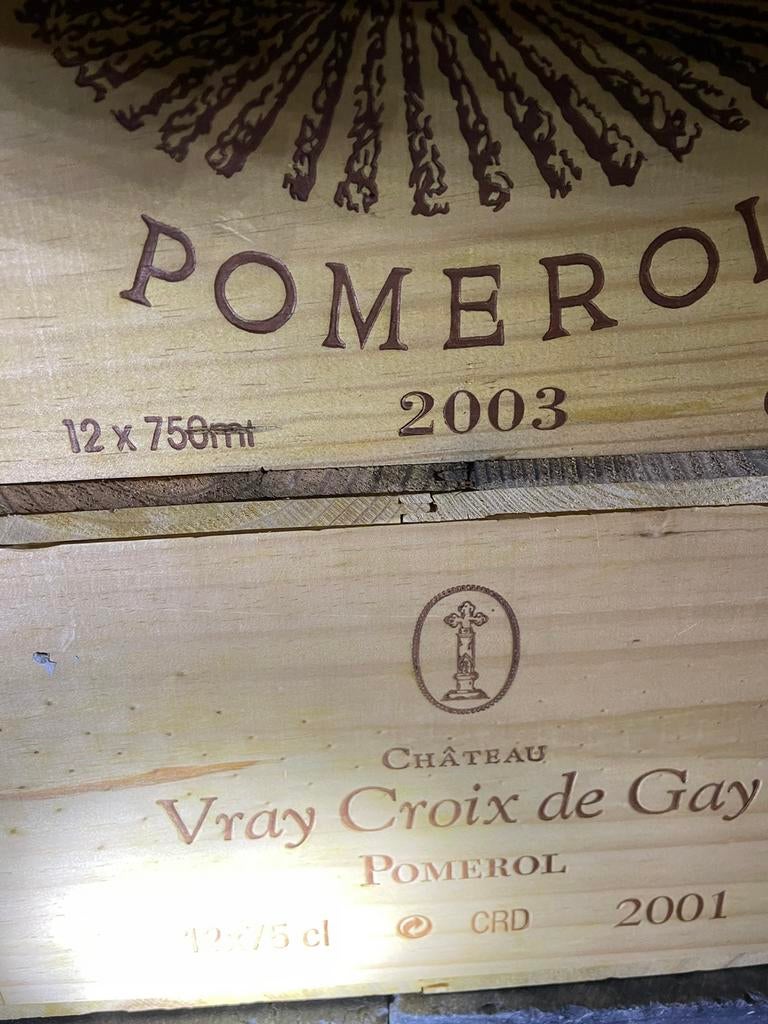 POMEROL
12 x 750ml 2003
CHÂTEAU
Vray Croix de Gay
POMEROL
12x75 cl CRD 2001